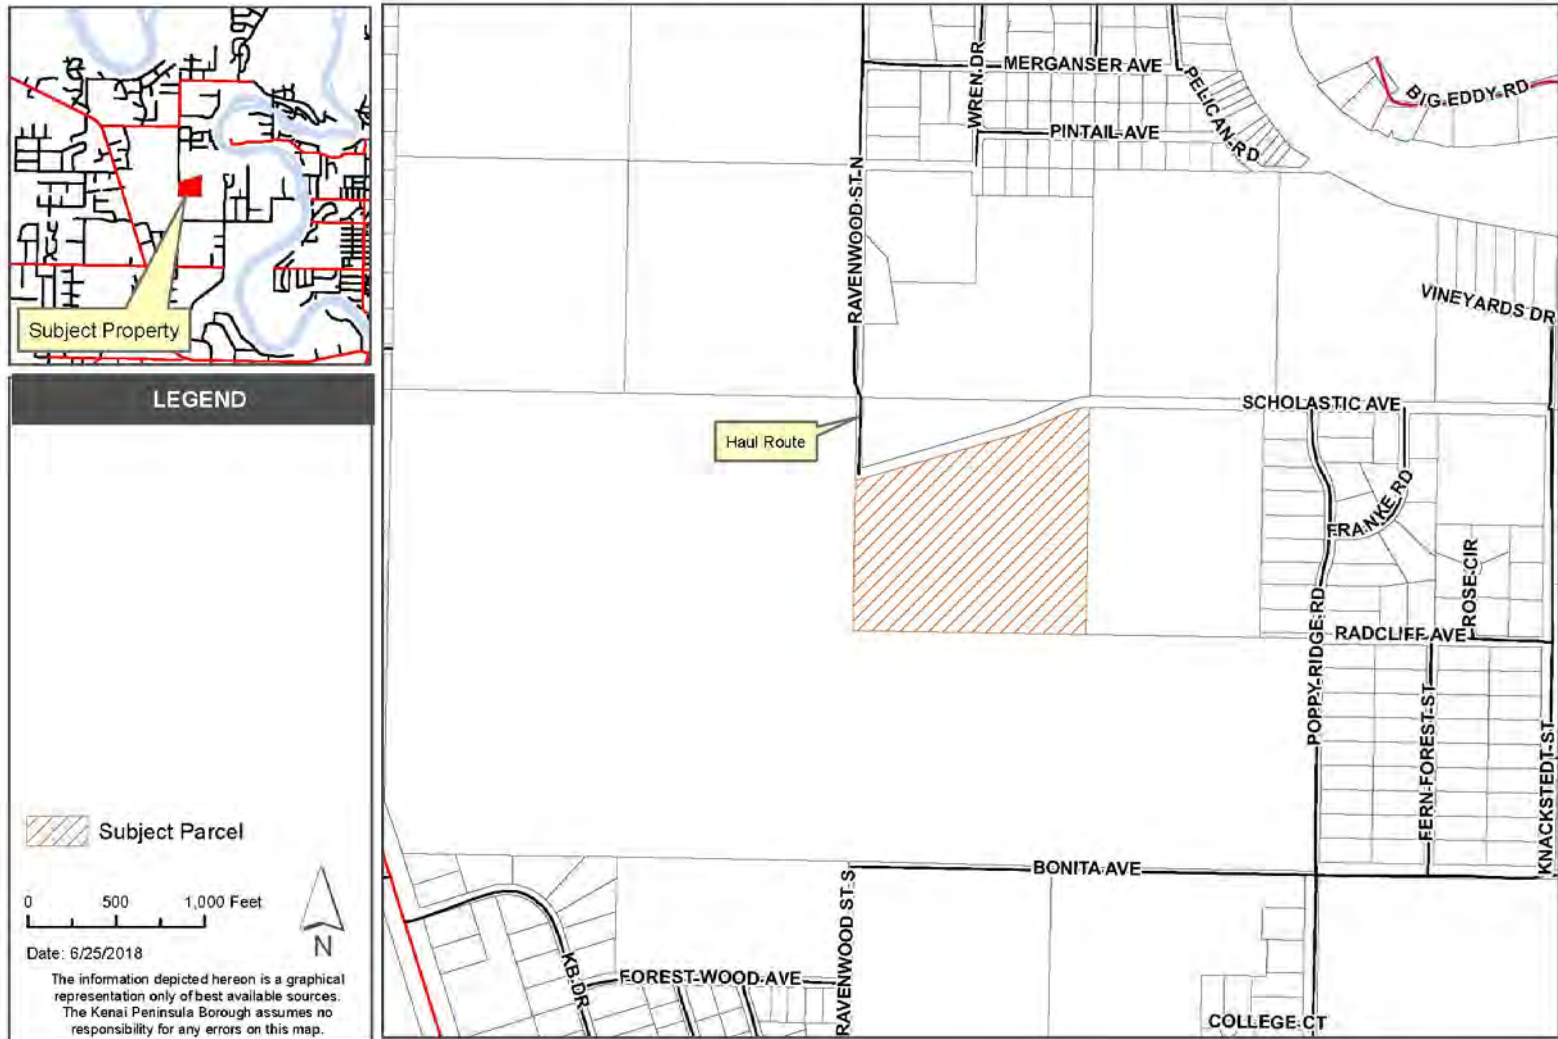 Subject Property
LEGEND
Subject Parcel
0 500 1,000 Feet
N
Date: 6/25/2018
The information depicted hereon is a graphical
representation only of best available sources.
The Kenai Peninsula Borough assumes no
responsibility for any errors on this map.
MERGANSER AVE
WREN DR
PELICAN RD
BIG EDDY RD
PINTAIL AVE
RAVENWOOD ST N
VINEYARDS DR
SCHOLASTIC AVE
Haul Route
FRANKE RD
ROSE CIR
RADCLIFF AVE
POPPY RIDGE RD
FERN FOREST ST
KNACKSTEDT ST
BONITA AVE
RAVENWOOD ST S
KB DR
FOREST WOOD AVE
COLLEGE CT